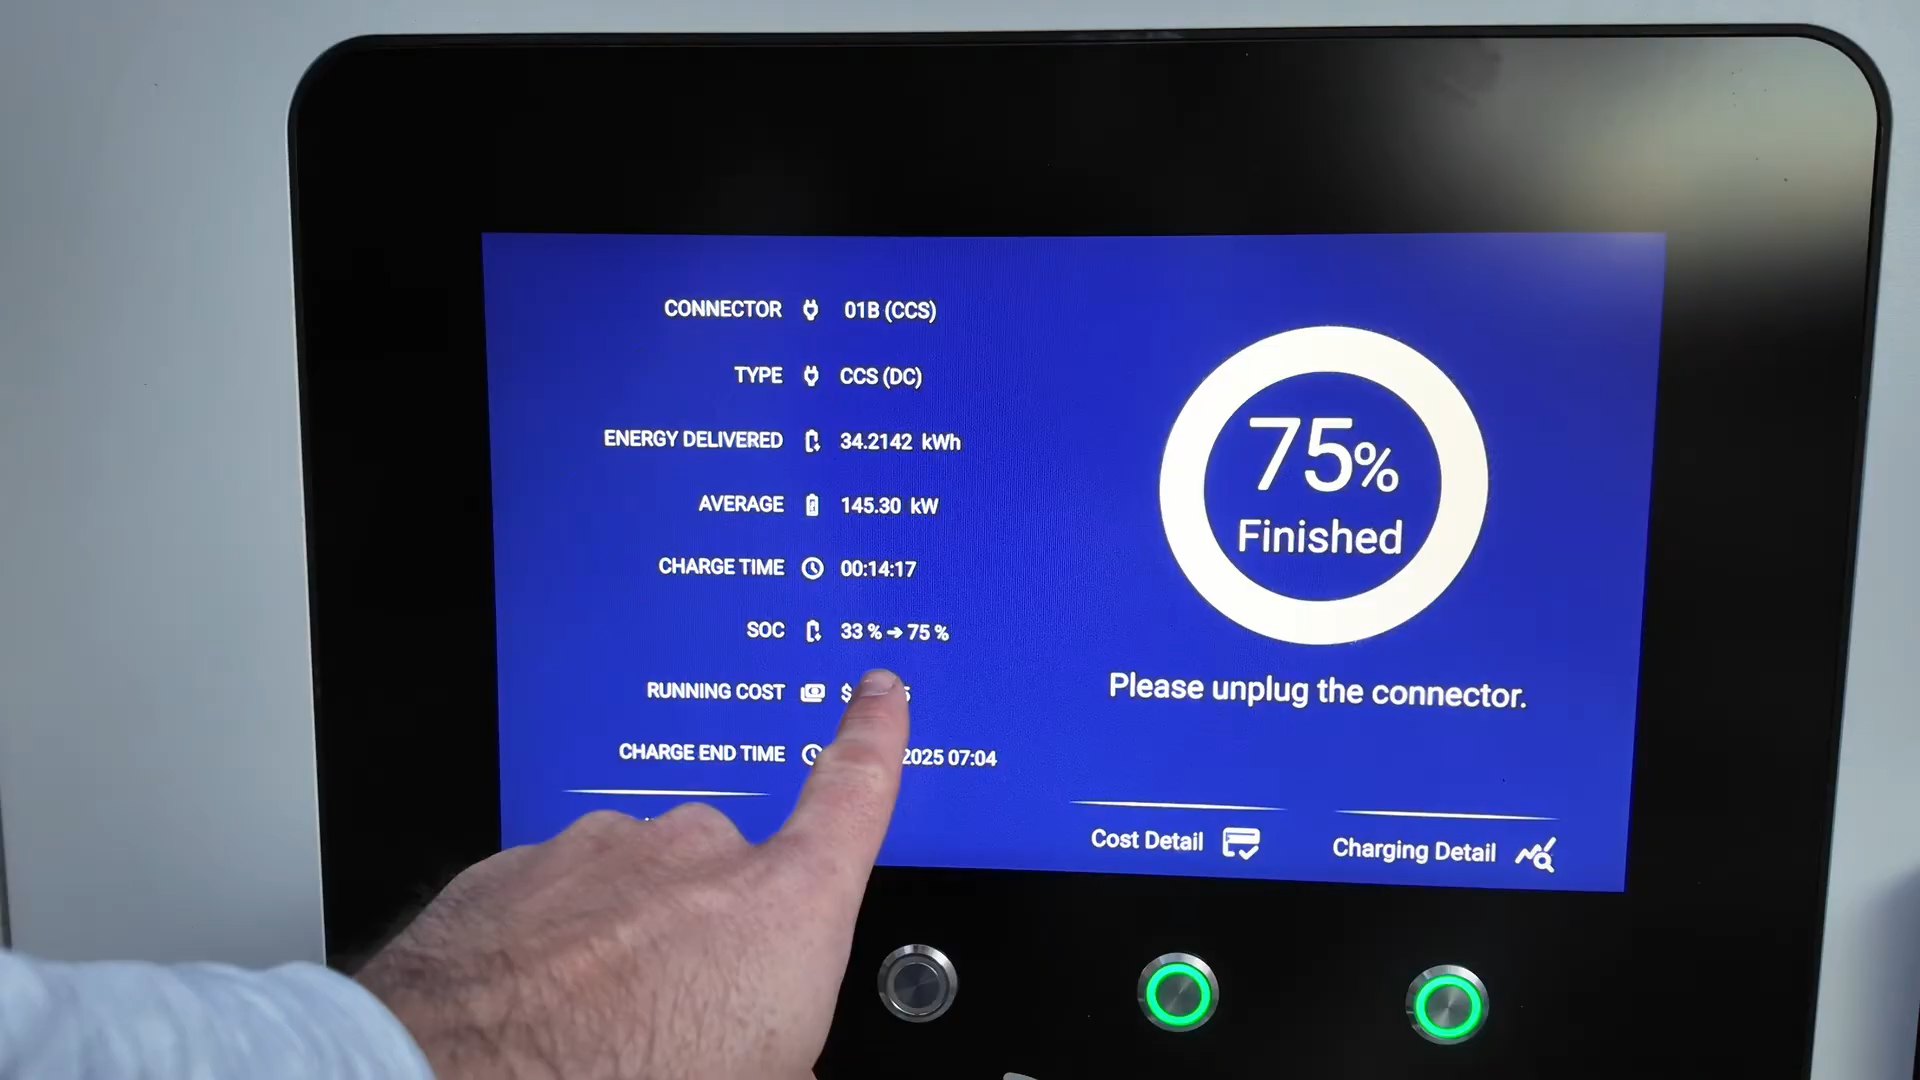 CONNECTOR 01B (CCS)
TYPE CCS (DC)
ENERGY DELIVERED 34.2142 kWh
AVERAGE 145.30 kW
CHARGE TIME 00:14:17
SOC 33 % ➔ 75 %
RUNNING COST $
CHARGE END TIME 2025 07:04
75%
Finished
Please unplug the connector.
Cost Detail
Charging Detail